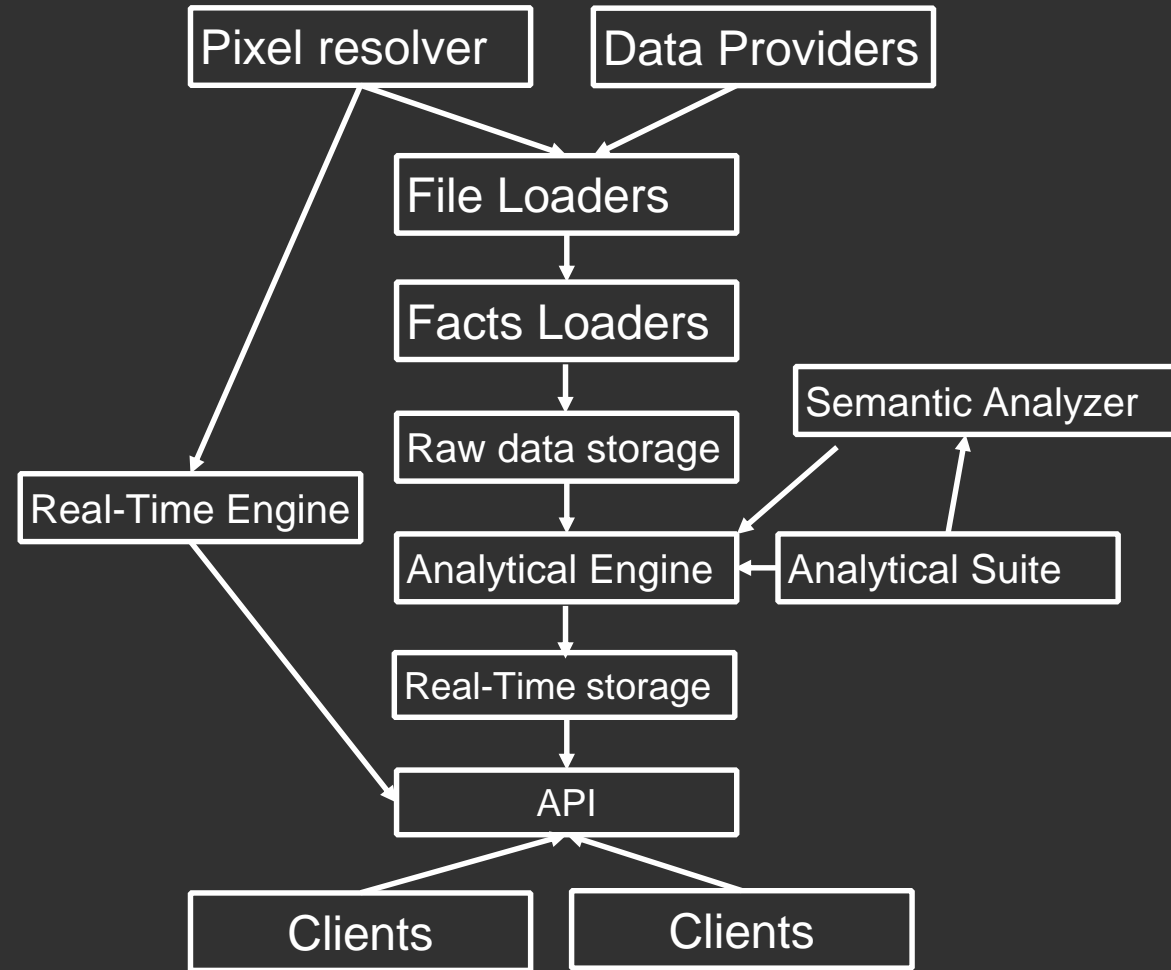 Pixel resolver
Data Providers
File Loaders
Facts Loaders
Semantic Analyzer
Raw data storage
Real-Time Engine
Analytical Engine
Analytical Suite
Real-Time storage
API
Clients
Clients